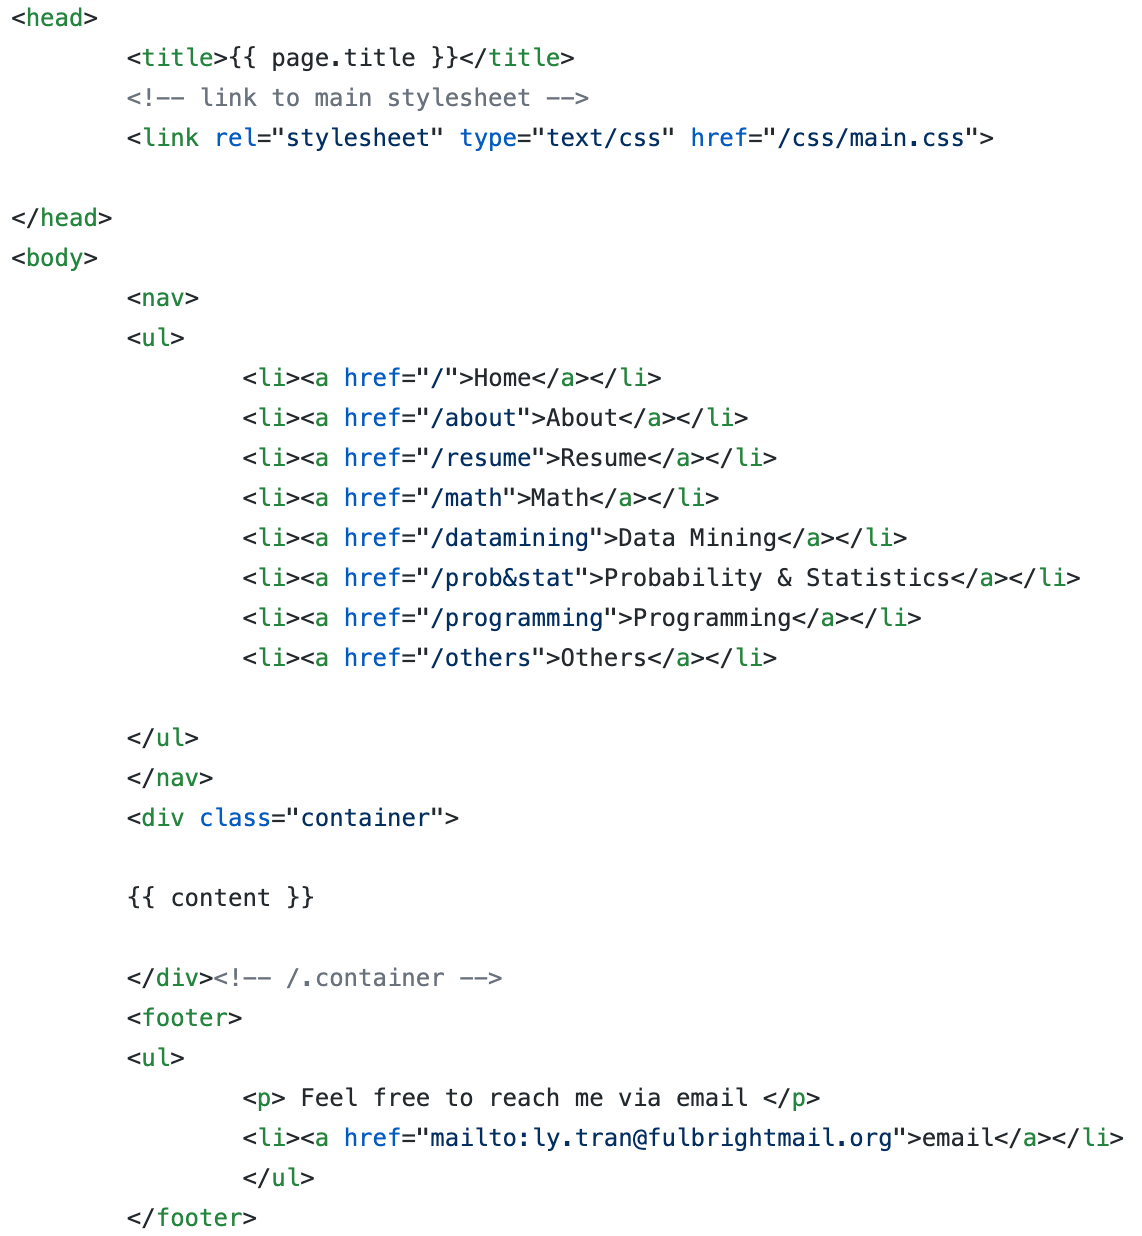 <head>
<title>{{ page.title }}</title>
<!-- link to main stylesheet -->
<link rel="stylesheet" type="text/css" href="/css/main.css">
</head>
<body>
<nav>
<ul>
<li><a href="/">Home</a></li>
<li><a href="/about">About</a></li>
<li><a href="/resume">Resume</a></li>
<li><a href="/math">Math</a></li>
<li><a href="/datamining">Data Mining</a></li>
<li><a href="/prob&stat">Probability & Statistics</a></li>
<li><a href="/programming">Programming</a></li>
<li><a href="/others">Others</a></li>
</ul>
</nav>
<div class="container">
{{ content }}
</div><!-- /.container -->
<footer>
<ul>
<p> Feel free to reach me via email </p>
<li><a href="mailto:ly.tran@fulbrightmail.org">email</a></li>
</ul>
</footer>